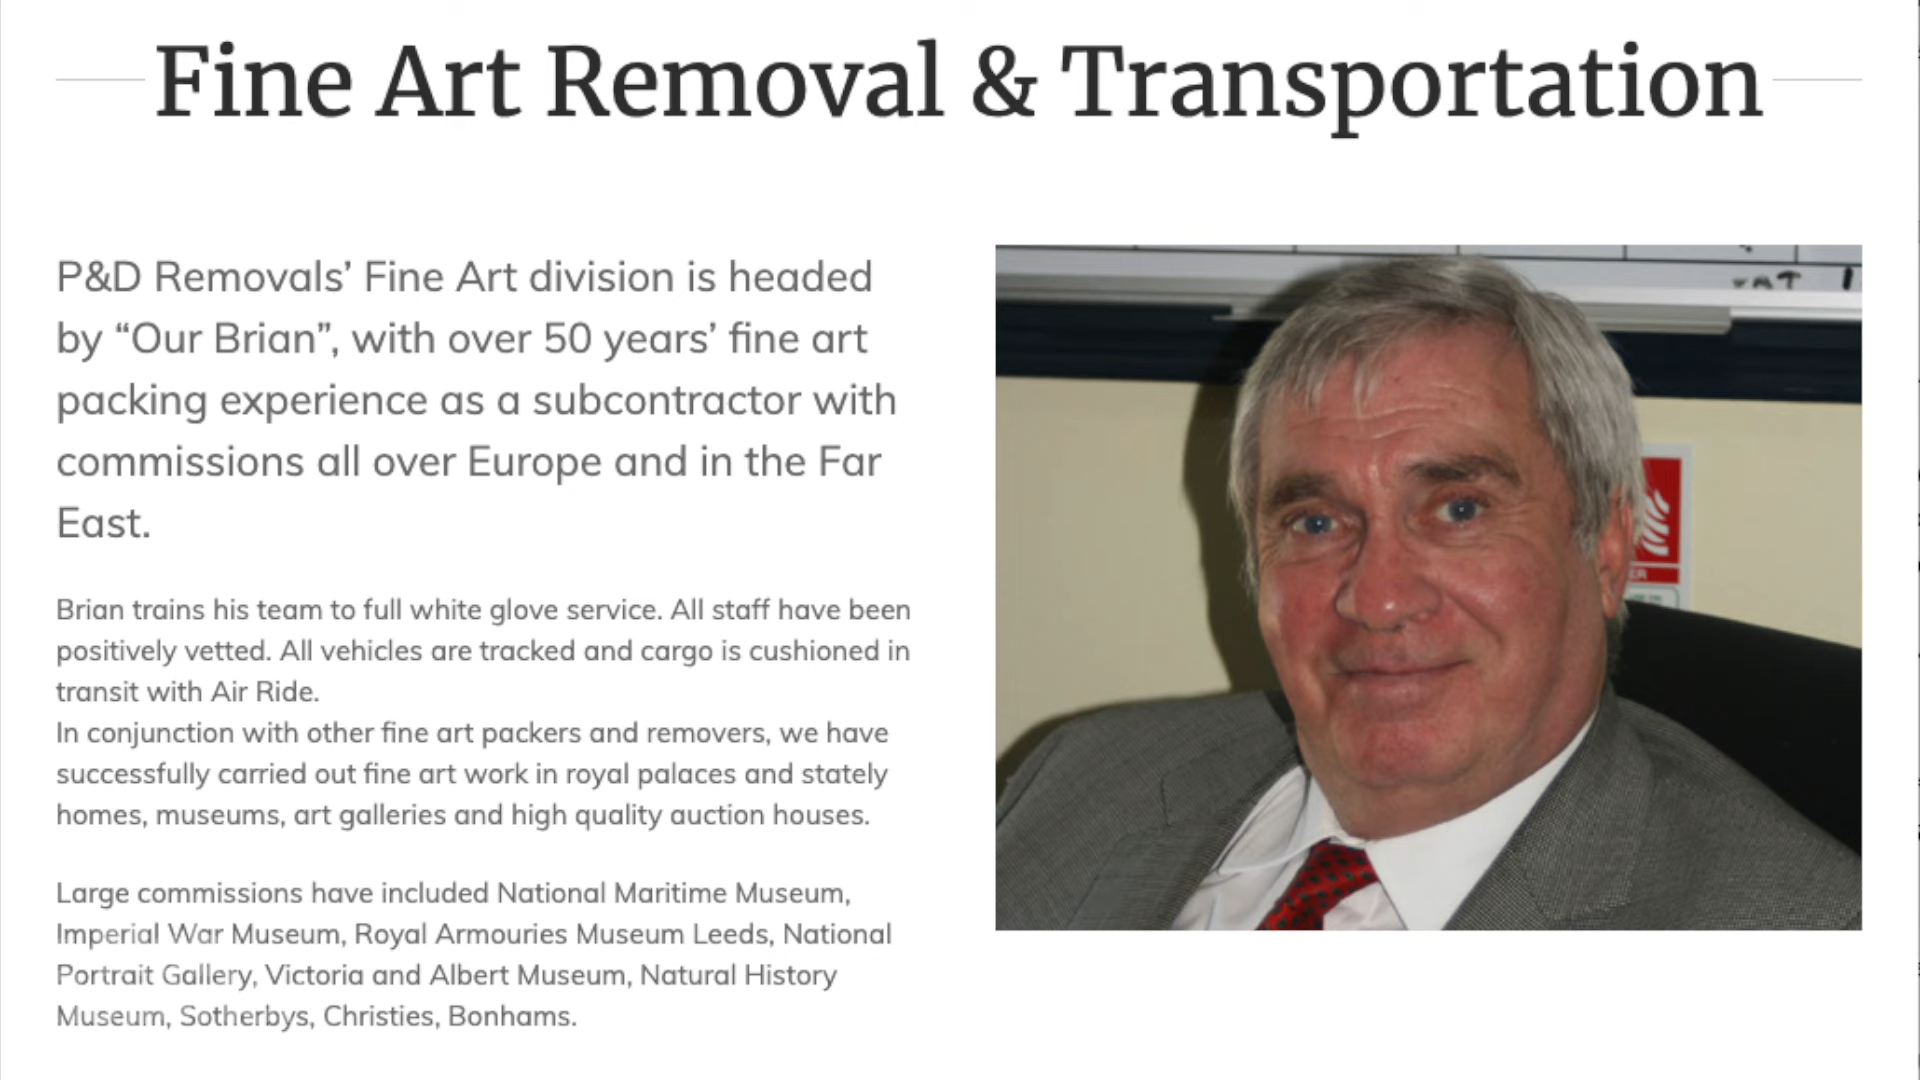 Fine Art Removal & Transportation
P&D Removals’ Fine Art division is headed
by “Our Brian”, with over 50 years’ fine art
packing experience as a subcontractor with
commissions all over Europe and in the Far
East.
Brian trains his team to full white glove service. All staff have been
positively vetted. All vehicles are tracked and cargo is cushioned in
transit with Air Ride.
In conjunction with other fine art packers and removers, we have
successfully carried out fine art work in royal palaces and stately
homes, museums, art galleries and high quality auction houses.
Large commissions have included National Maritime Museum,
Imperial War Museum, Royal Armouries Museum Leeds, National
Portrait Gallery, Victoria and Albert Museum, Natural History
Museum, Sotherbys, Christies, Bonhams.